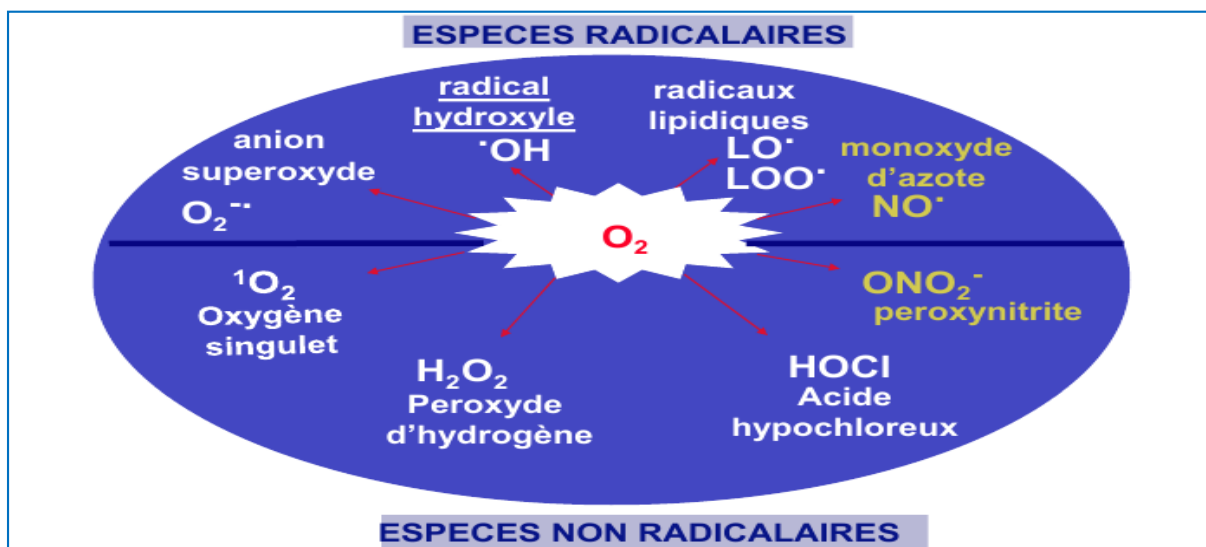 ESPECES RADICALAIRES
anion
superoxyde
O₂⁻˙
radical
hydroxyle
˙OH
radicaux
lipidiques
LO˙
LOO˙
monoxyde
d’azote
NO˙
O₂
¹O₂
Oxygène
singulet
H₂O₂
Peroxyde
d’hydrogène
HOCl
Acide
hypochloreux
ONO₂⁻
peroxynitrite
ESPECES NON RADICALAIRES